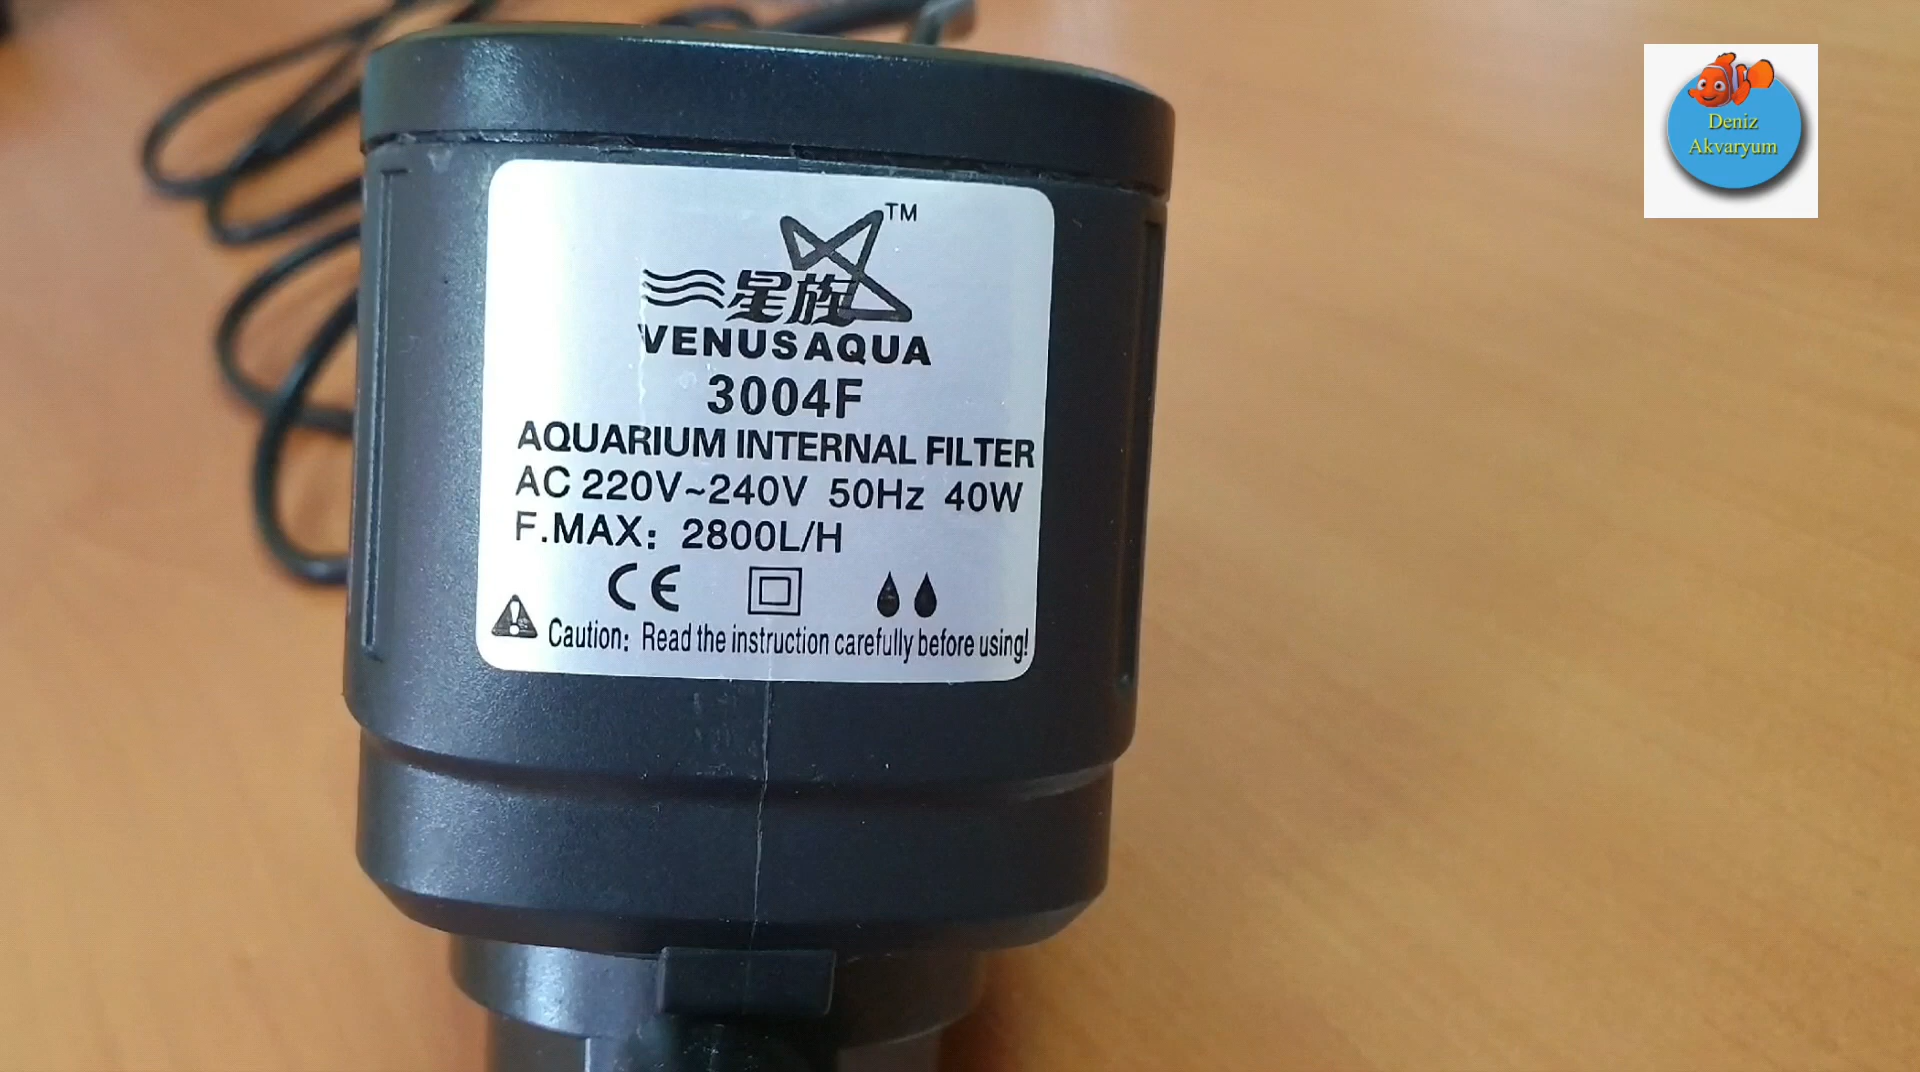 TM
星族
VENUSAQUA
3004F
AQUARIUM INTERNAL FILTER
AC 220V~240V 50Hz 40W
F.MAX: 2800L/H
CE
Caution: Read the instruction carefully before using!
Deniz
Akvaryum